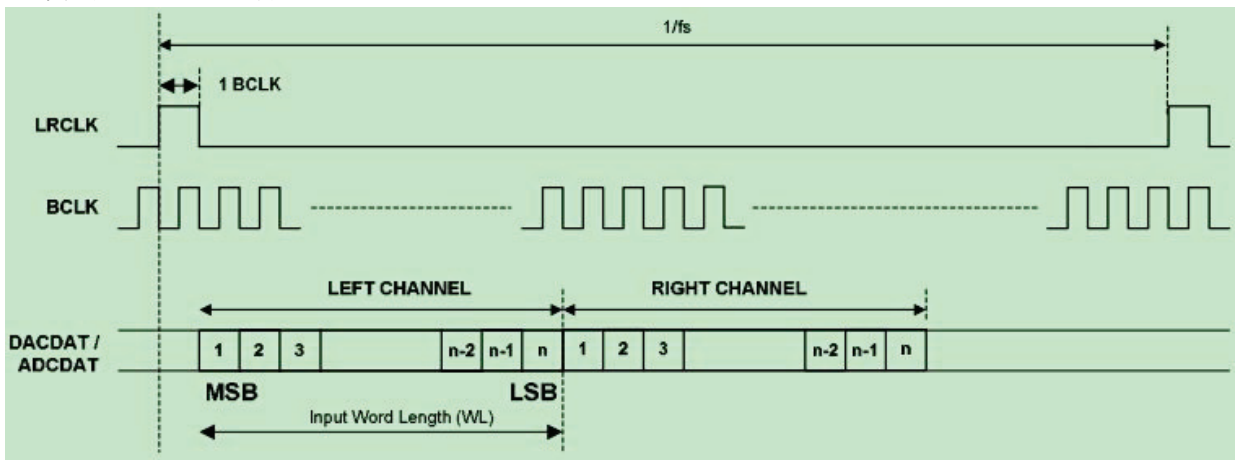 1/fs
1 BCLK
LRCLK
BCLK
LEFT CHANNEL RIGHT CHANNEL
DACDAT / ADCDAT
1 2 3 n-2 n-1 n 1 2 3 n-2 n-1 n
MSB LSB
Input Word Length (WL)